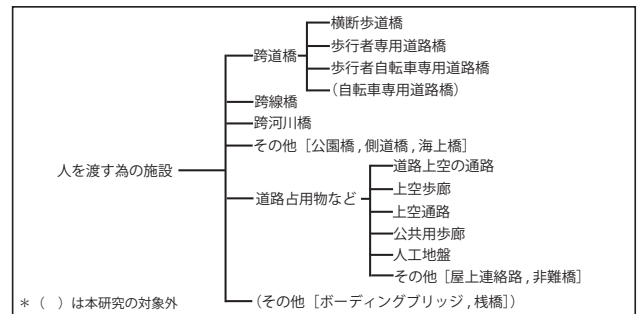 横断歩道橋
歩行者専用道路橋
跨道橋
歩行者自転車専用道路橋
(自転車専用道路橋)
跨線橋
跨河川橋
その他 [公園橋,側道橋,海上橋]
人を渡す為の施設
道路占用物など
道路上空の通路
上空歩廊
上空通路
公共用歩廊
人工地盤
その他 [屋上連絡路,非難橋]
(その他 [ボーディングブリッジ,桟橋])
*( )は本研究の対象外